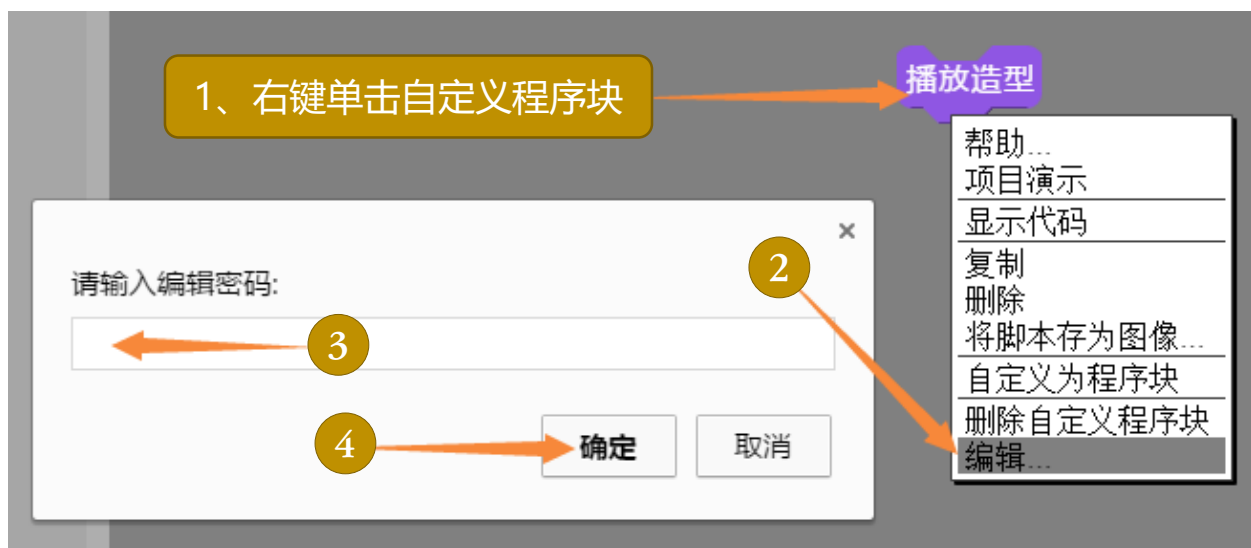 1、右键单击自定义程序块
播放造型
帮助...
项目演示
显示代码
复制
删除
将脚本存为图像...
自定义为程序块
删除自定义程序块
编辑...
×
请输入编辑密码:
2
3
4
确定
取消